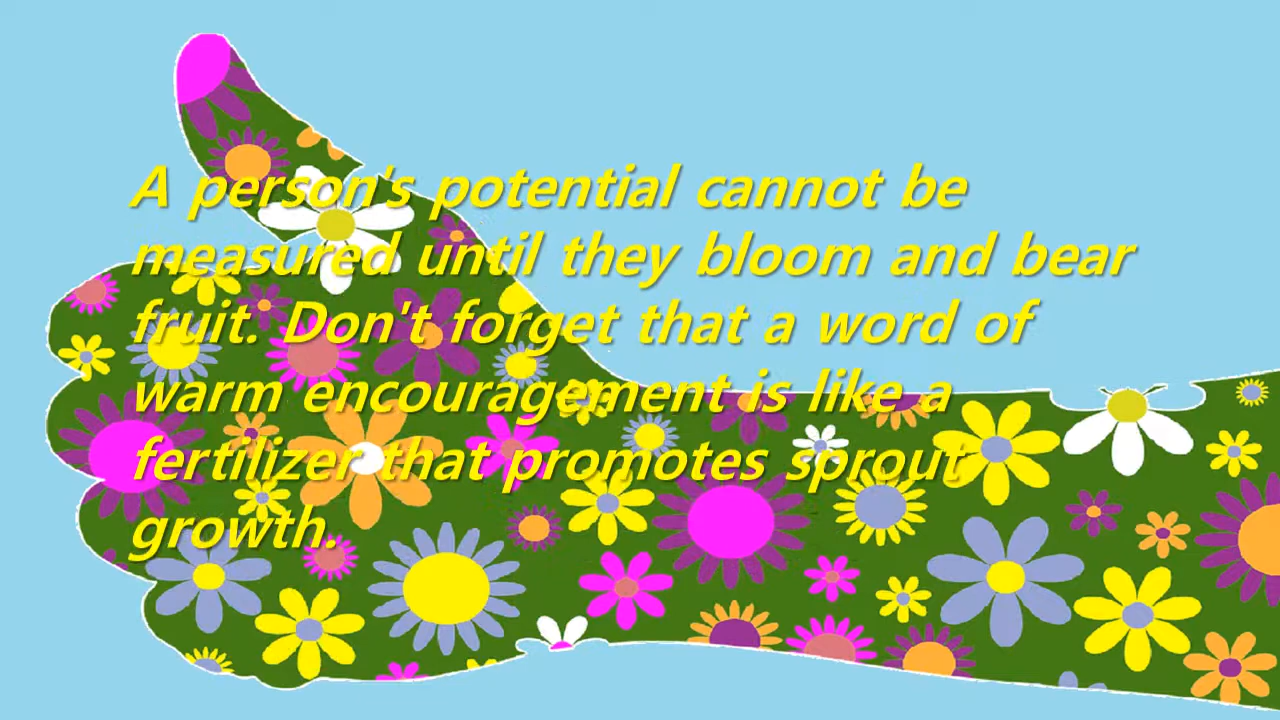 A person's potential cannot be
measured until they bloom and bear
fruit. Don't forget that a word of
warm encouragement is like a
fertilizer that promotes sprout
growth.